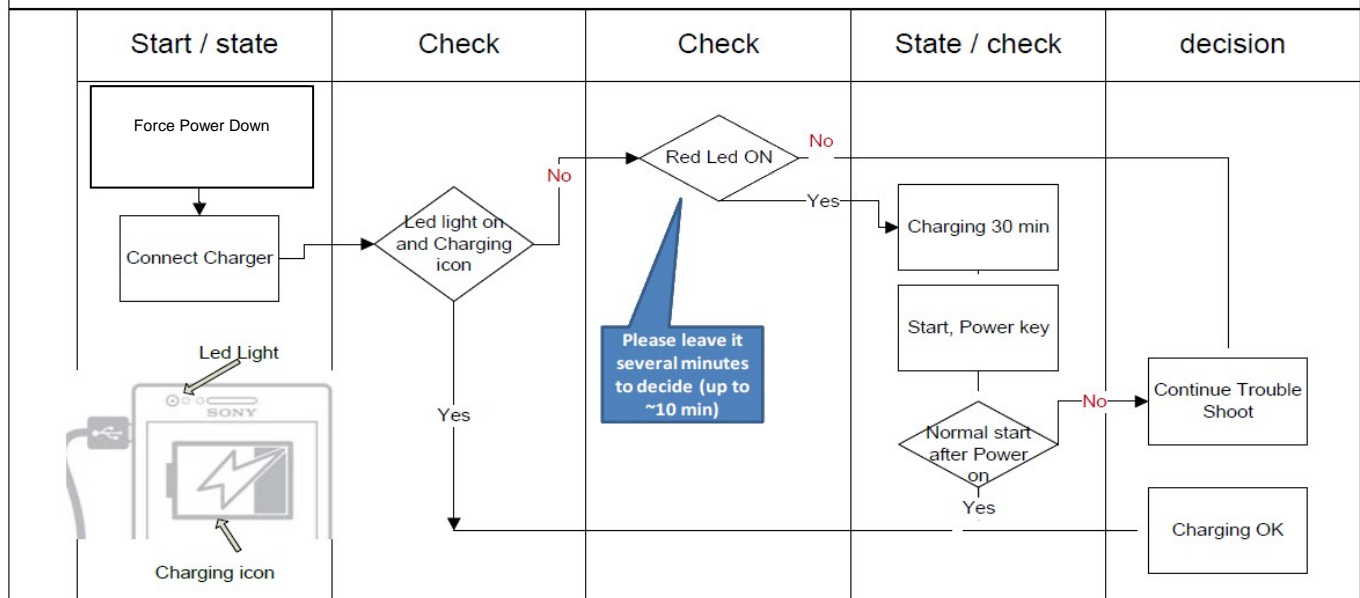 Start / state
Check
Check
State / check
decision
Force Power Down
Connect Charger
Led light on
and Charging
icon
No
Yes
Red Led ON
No
Yes
Please leave it
several minutes
to decide (up to
~10 min)
Charging 30 min
Start, Power key
Normal start
after Power
on
No
Yes
Continue Trouble
Shoot
Charging OK
Led Light
SONY
Charging icon